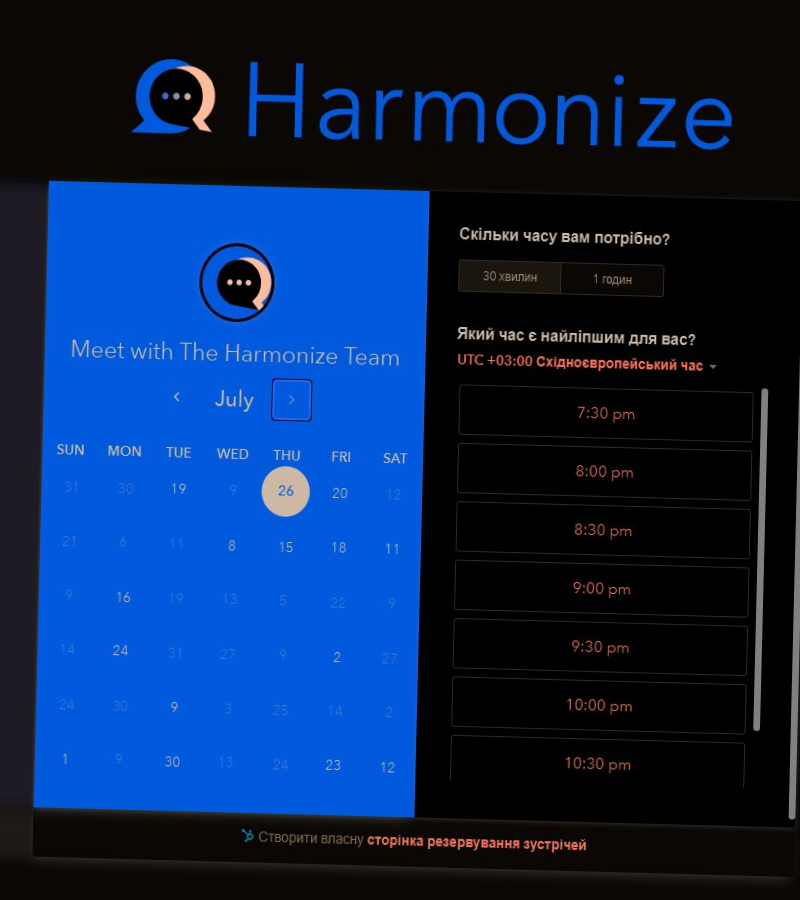 Harmonize
Meet with The Harmonize Team
July
SUN MON TUE WED THU FRI SAT
31 30 19 9 26 20 12
21 6 11 8 15 18 11
9 16 19 13 5 22 9
14 24 31 27 9 2 27
24 30 9 3 25 14 2
1 9 30 13 24 23 12
Скільки часу вам потрібно?
30 хвилин 1 годин
Який час є найліпшим для вас?
UTC +03:00 Східноєвропейський час
7:30 pm
8:00 pm
8:30 pm
9:00 pm
9:30 pm
10:00 pm
10:30 pm
Створити власну сторінка резервування зустрічей